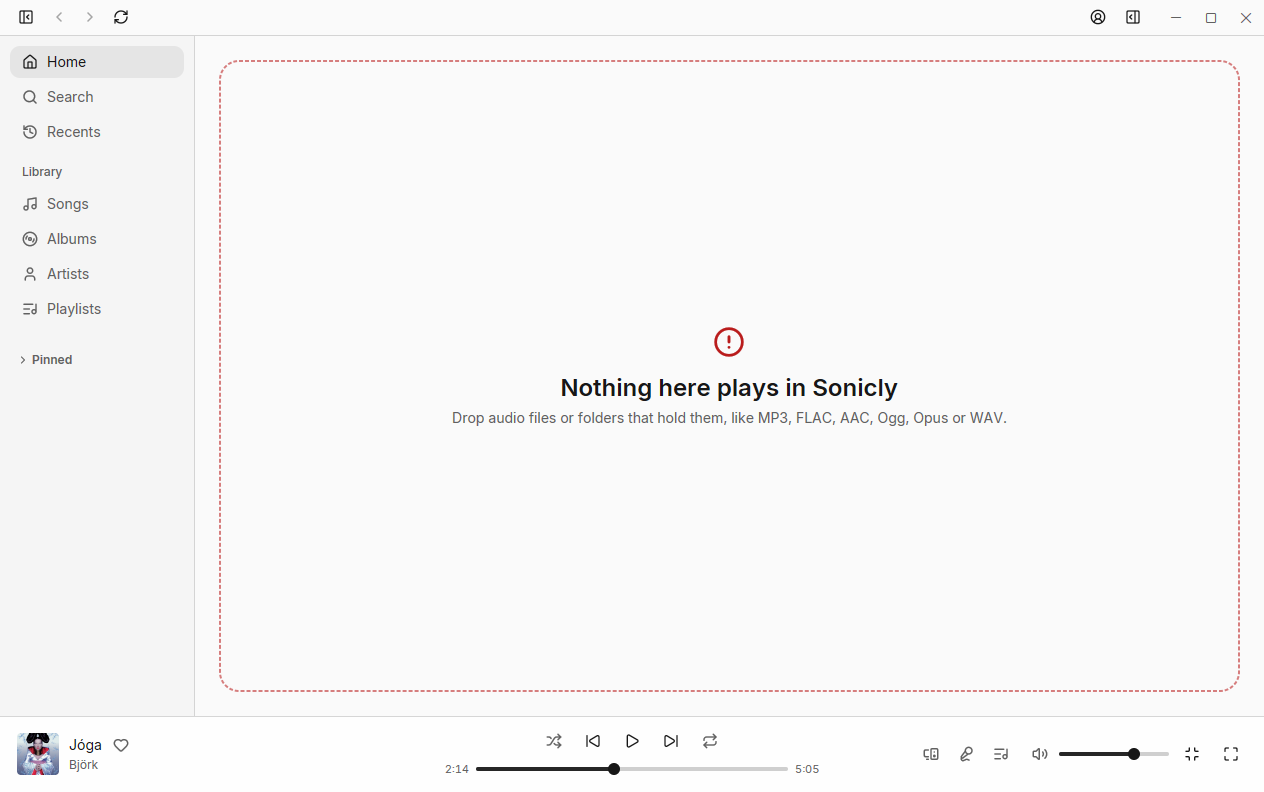 Home
Search
Recents
Library
Songs
Albums
Artists
Playlists
Pinned
Nothing here plays in Sonicly
Drop audio files or folders that hold them, like MP3, FLAC, AAC, Ogg, Opus or WAV.
Jóga
Björk
2:14
5:05